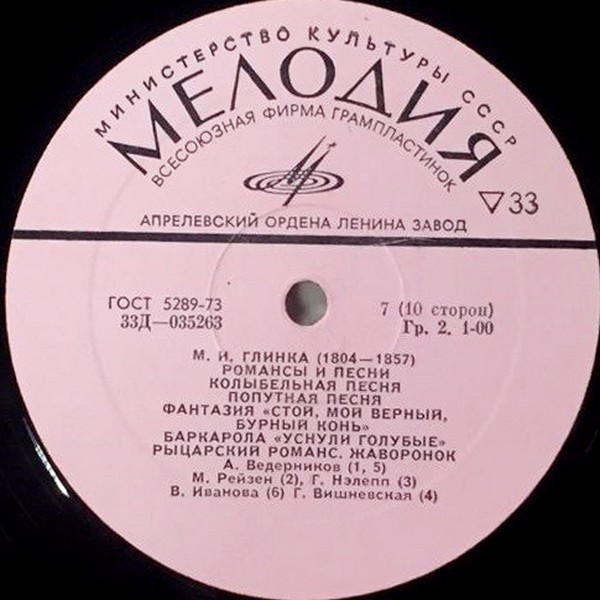 МИНИСТЕРСТВО КУЛЬТУРЫ СССР
МЕЛОДИЯ
ВСЕСОЮЗНАЯ ФИРМА ГРАМПЛАСТИНОК
33
АПРЕЛЕВСКИЙ ОРДЕНА ЛЕНИНА ЗАВОД
ГОСТ 5289-73
33Д—035263
7 (10 сторон)
Гр. 2. 1-00
М. И. ГЛИНКА (1804—1857)
РОМАНСЫ И ПЕСНИ
КОЛЫБЕЛЬНАЯ ПЕСНЯ
ПОПУТНАЯ ПЕСНЯ
ФАНТАЗИЯ «СТОЙ, МОЙ ВЕРНЫЙ,
БУРНЫЙ КОНЬ»
БАРКАРОЛА «УСНУЛИ ГОЛУБЫЕ»
РЫЦАРСКИЙ РОМАНС. ЖАВОРОНОК
А. Ведерников (1, 5)
М. Рейзен (2), Г. Нэлепп (3)
В. Иванова (6) Г. Вишневская (4)